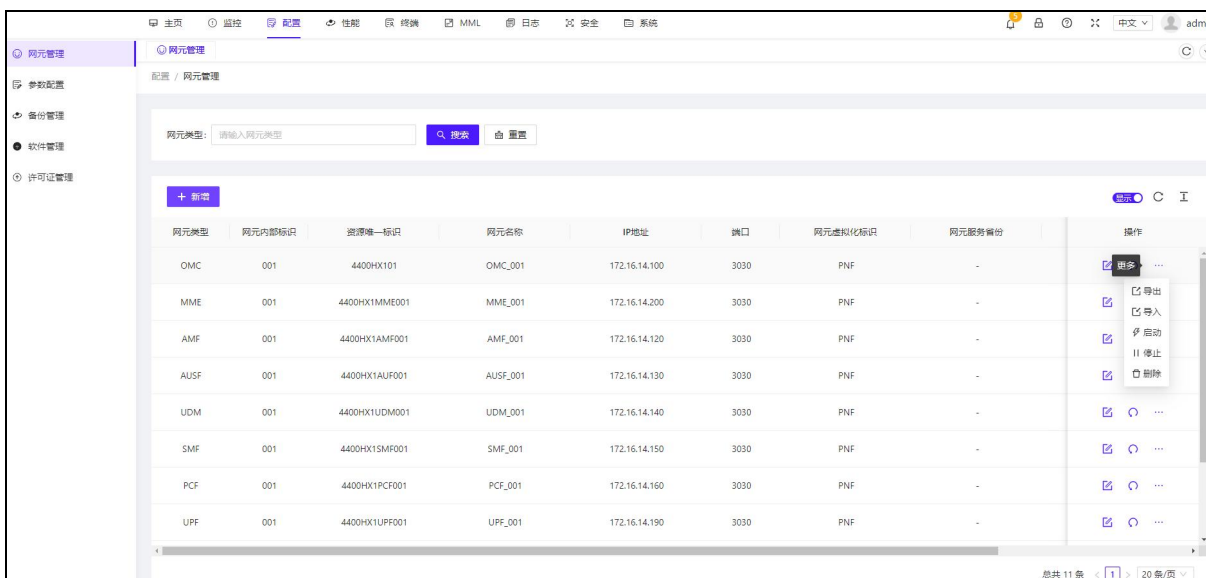 主页 监控 配置 性能 终端 MML 日志 安全 系统 5 中文 adm
网元管理 网元管理
配置 / 网元管理
参数配置
备份管理
网元类型: 请输入网元类型 搜索 重置
软件管理
许可证管理
+ 新增 显示
网元类型 网元内部标识 资源唯一标识 网元名称 IP地址 端口 网元虚拟化标识 网元服务省份 操作
OMC 001 4400HX101 OMC_001 172.16.14.100 3030 PNF - 更多 ...
导出
MME 001 4400HX1MME001 MME_001 172.16.14.200 3030 PNF -
导入
启动
AMF 001 4400HX1AMF001 AMF_001 172.16.14.120 3030 PNF -
停止
AUSF 001 4400HX1AUF001 AUSF_001 172.16.14.130 3030 PNF - 删除
UDM 001 4400HX1UDM001 UDM_001 172.16.14.140 3030 PNF - ...
SMF 001 4400HX1SMF001 SMF_001 172.16.14.150 3030 PNF - ...
PCF 001 4400HX1PCF001 PCF_001 172.16.14.160 3030 PNF - ...
UPF 001 4400HX1UPF001 UPF_001 172.16.14.190 3030 PNF - ...
总共 11 条 < 1 > 20 条/页